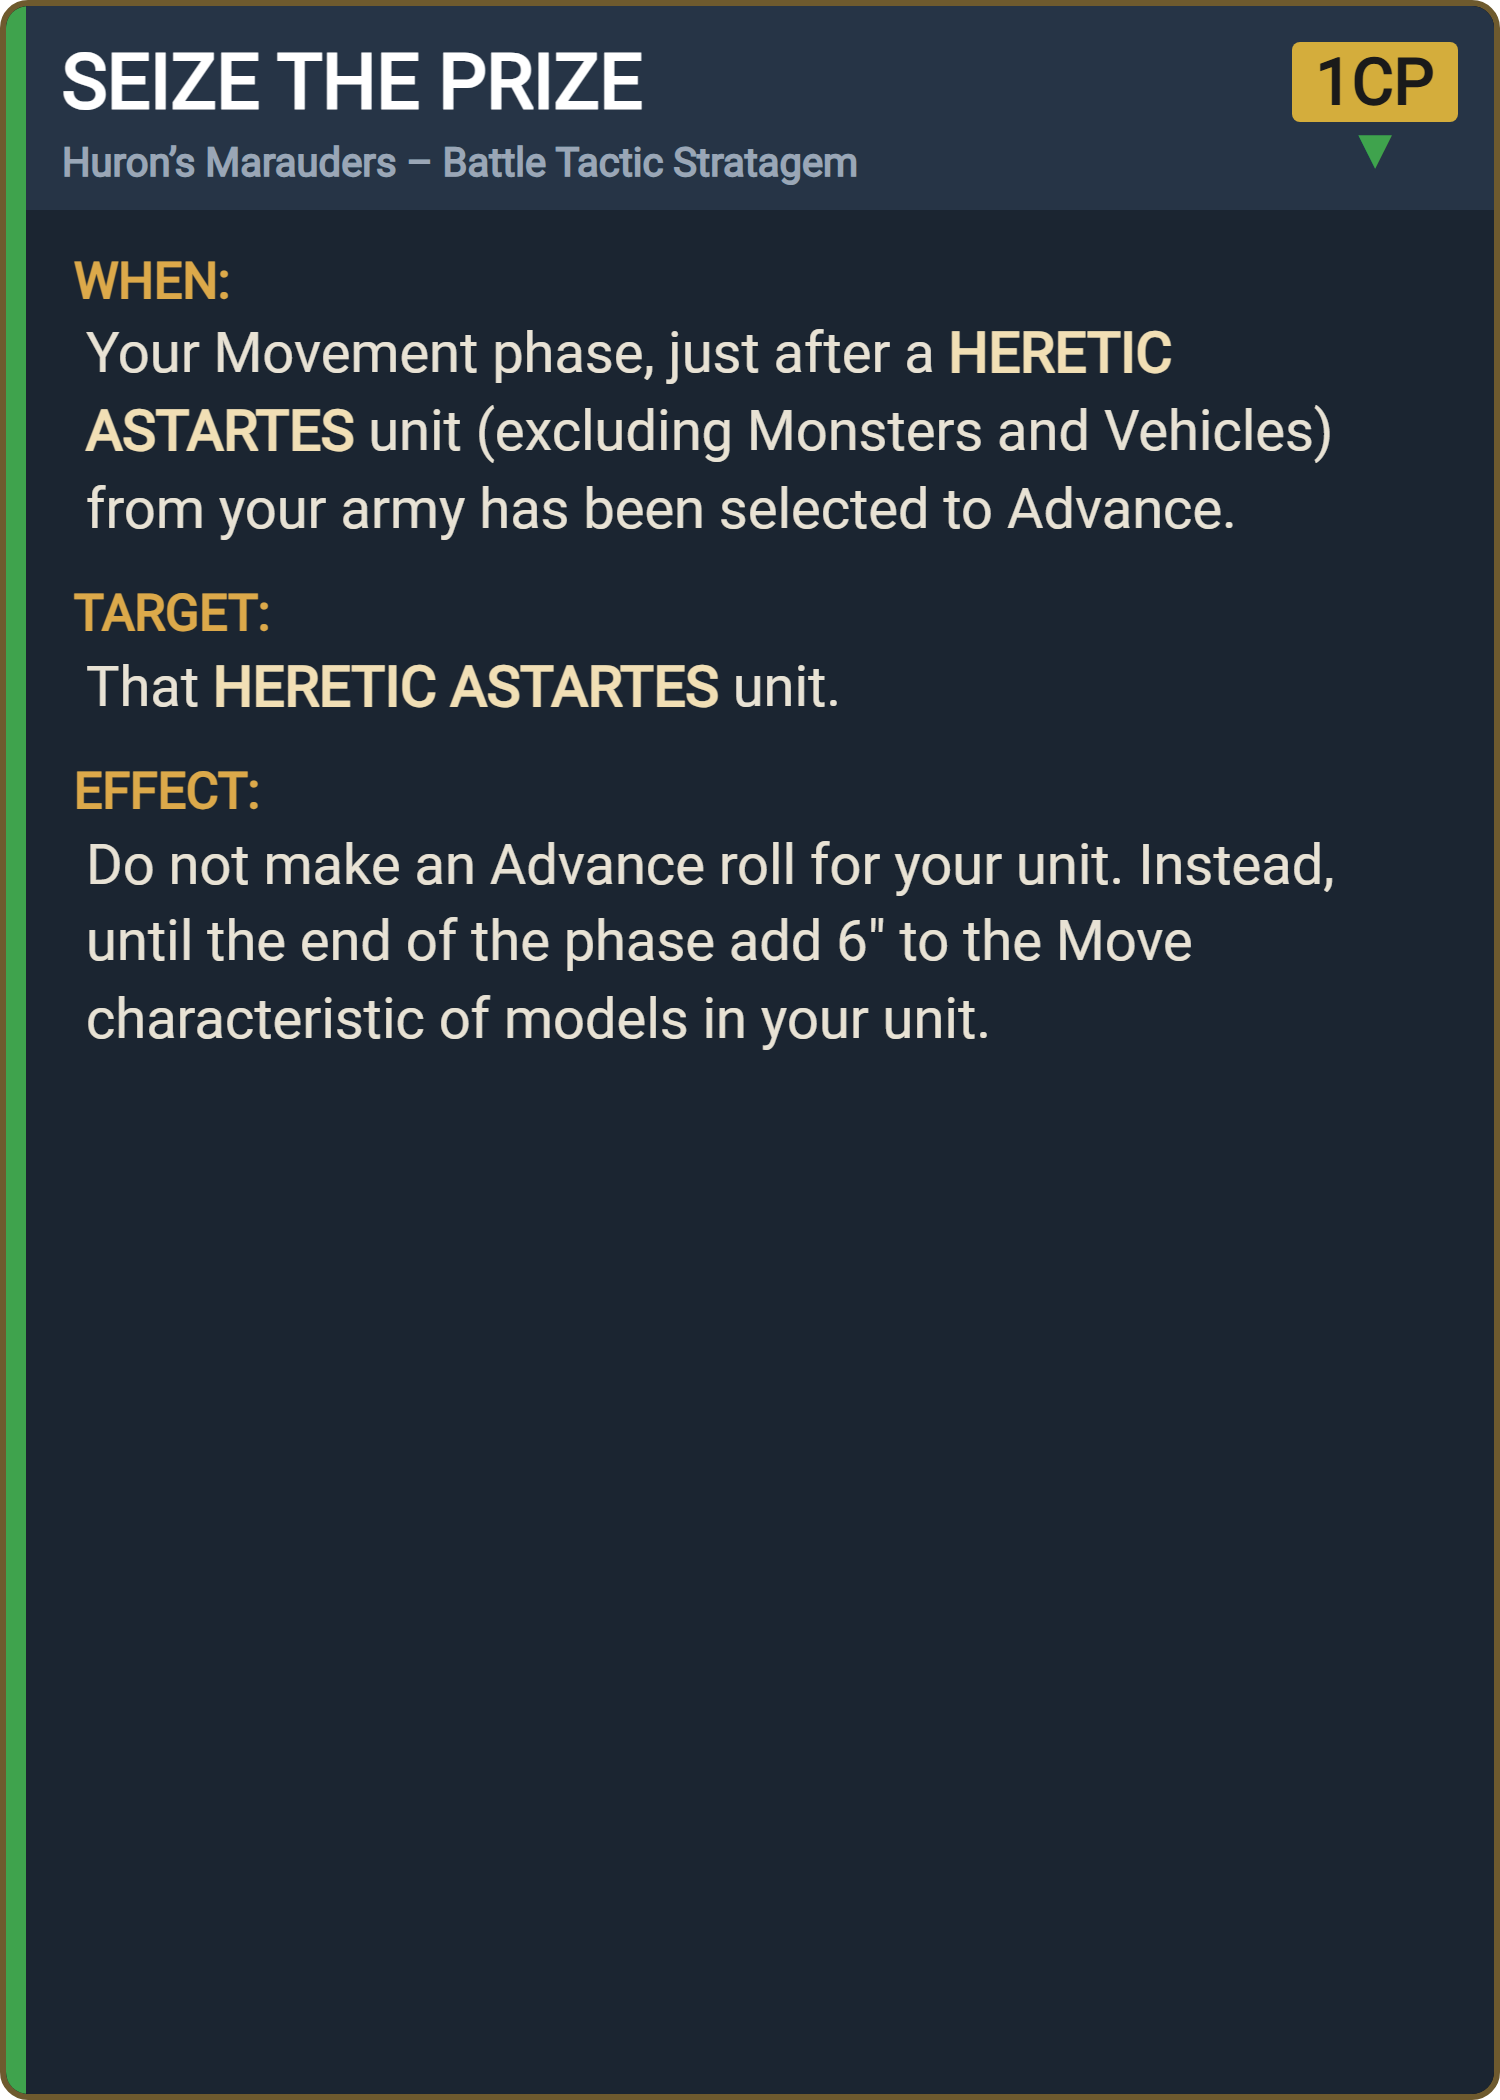 SEIZE THE PRIZE
1CP
Huron’s Marauders – Battle Tactic Stratagem
WHEN:
Your Movement phase, just after a HERETIC
ASTARTES unit (excluding Monsters and Vehicles)
from your army has been selected to Advance.
TARGET:
That HERETIC ASTARTES unit.
EFFECT:
Do not make an Advance roll for your unit. Instead,
until the end of the phase add 6" to the Move
characteristic of models in your unit.